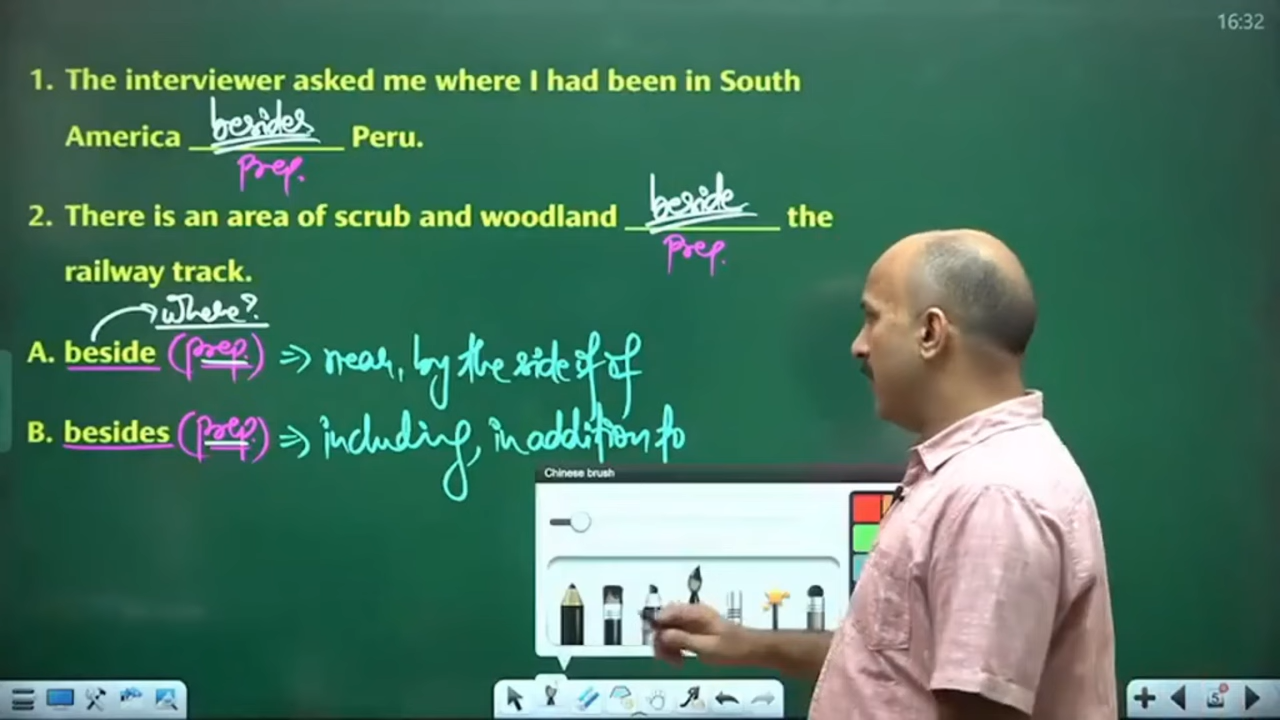 16:32
1. The interviewer asked me where I had been in South
America besides Peru.
prep.
2. There is an area of scrub and woodland beside the
prep.
railway track.
where?
A. beside (prep.) ⇒ near, by the side of of
B. besides (prep.) ⇒ including, in addition to
Chinese brush
5